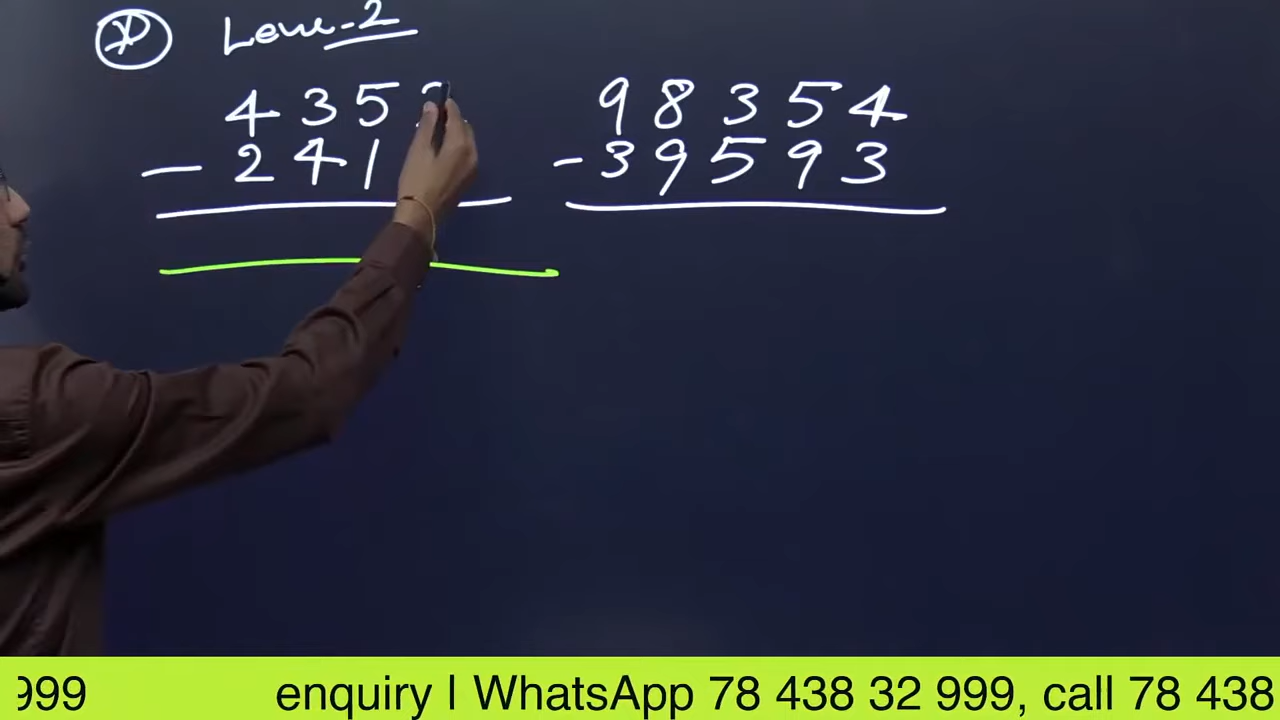 * Leve-2
4 3 5
- 2 4 1
9 8 3 5 4
- 3 9 5 9 3
999 enquiry I WhatsApp 78 438 32 999, call 78 438